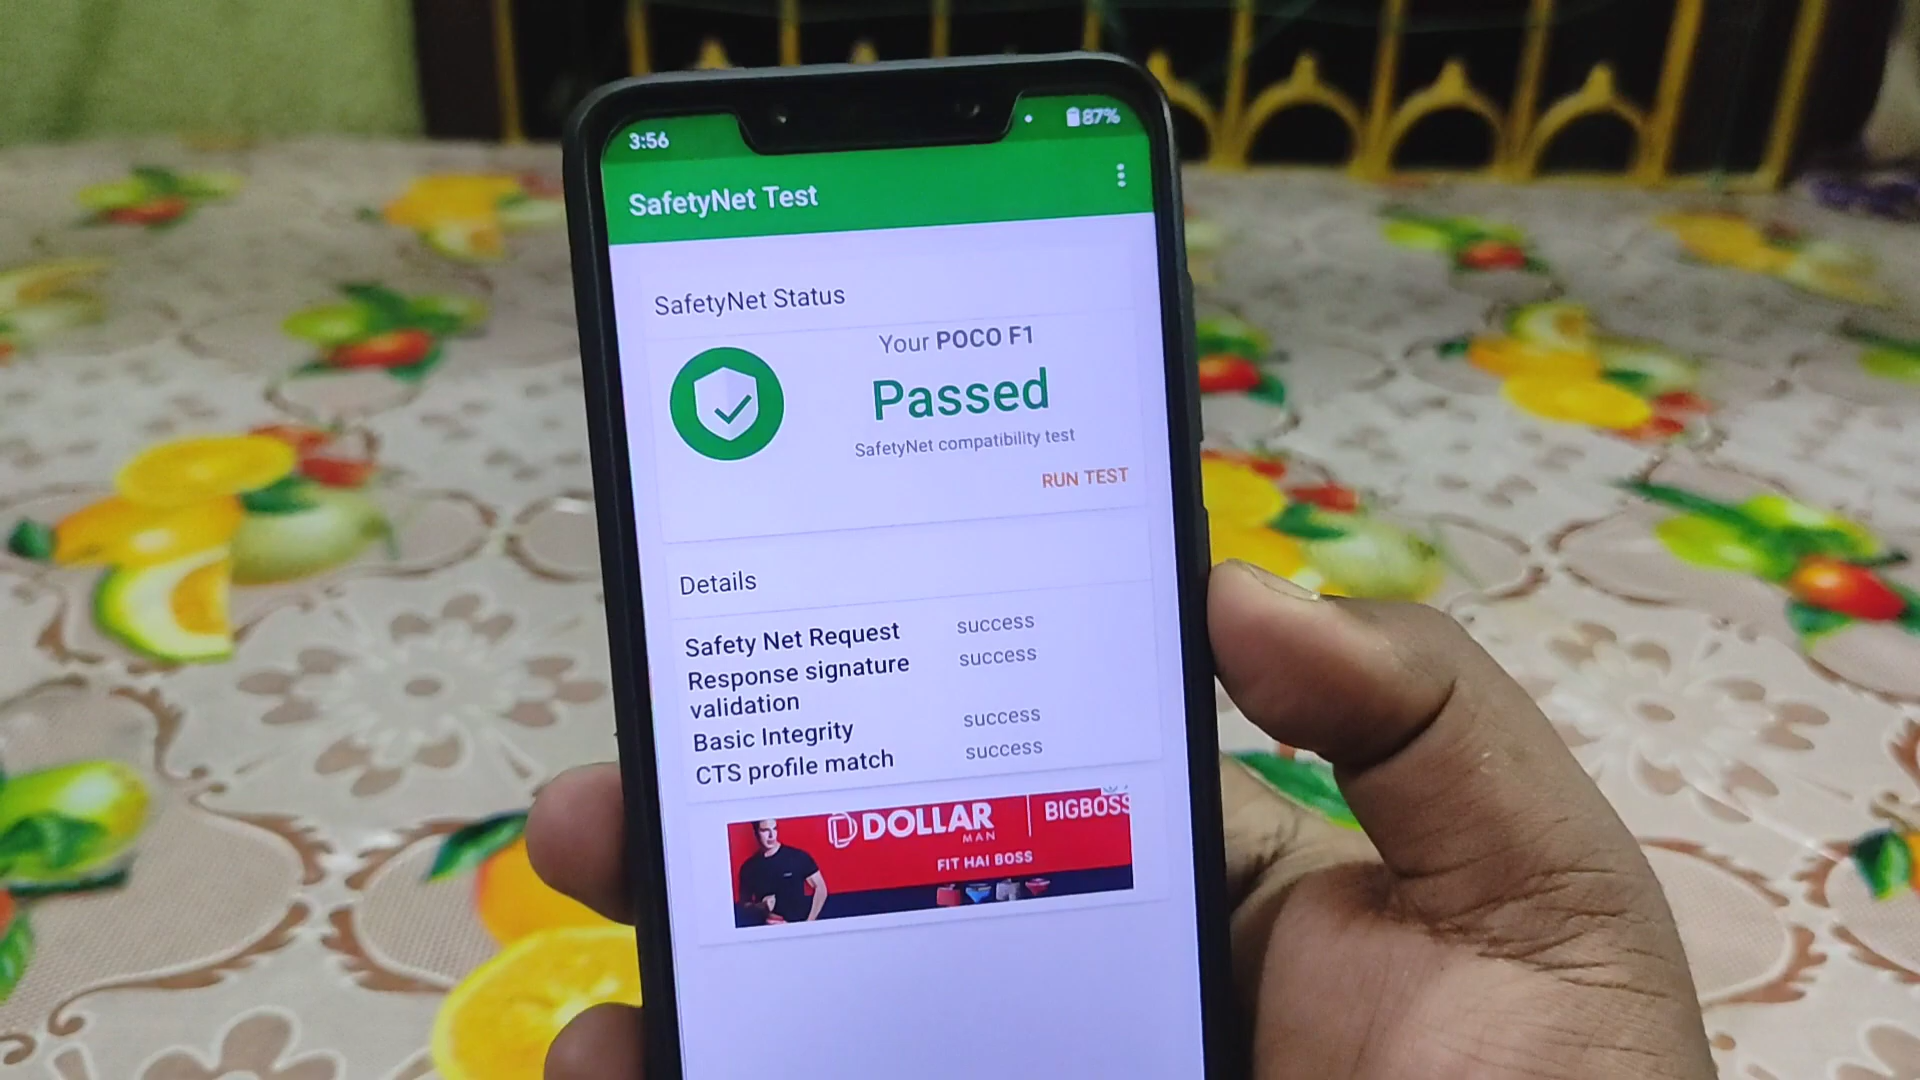 3:56
87%
SafetyNet Test
SafetyNet Status
Your POCO F1
Passed
SafetyNet compatibility test
RUN TEST
Details
Safety Net Request success
Response signature validation success
Basic Integrity success
CTS profile match success
DOLLAR
MAN
BIGBOSS
FIT HAI BOSS